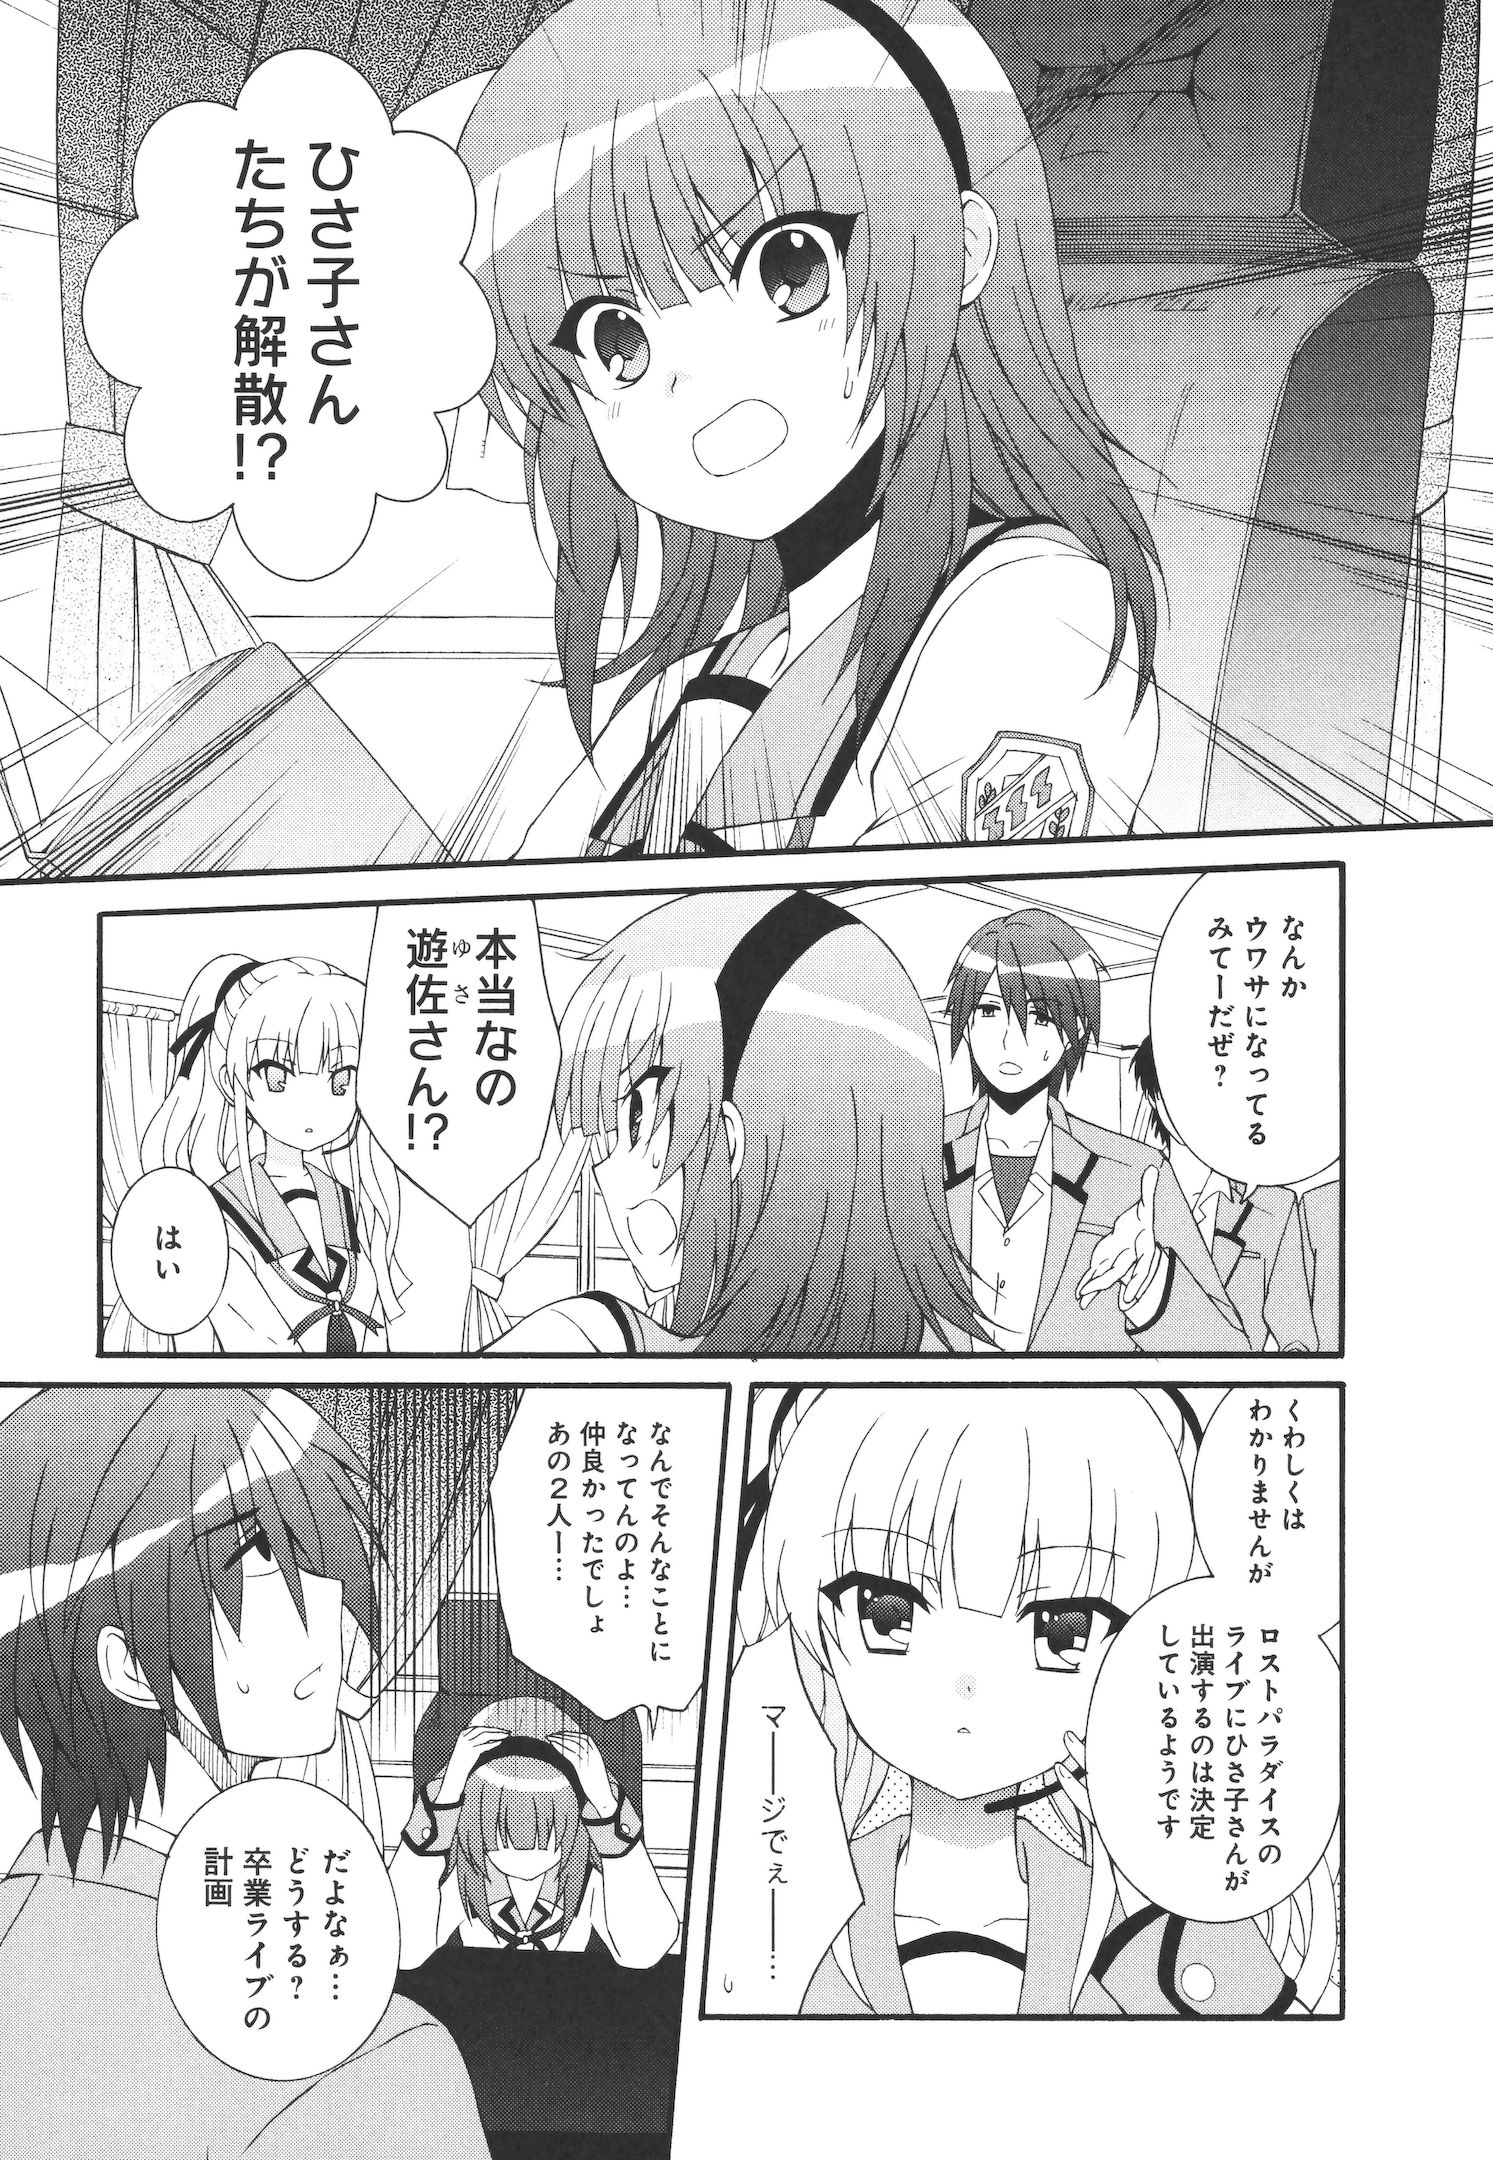 ひさ子さん
たちが解散!?
なんか
ウワサになってる
みてーだぜ?
本当なの
遊佐さん!?
ゆさ
はい
くわしくは
わかりませんが
ロストパラダイスの
ライブにひさ子さんが
出演するのは決定
しているようです
マージでぇー…
なんでそんなことに
なってんのよ…
仲良かったでしょ
あの2人ー…
だよなぁ…
どうする?
卒業ライブの
計画